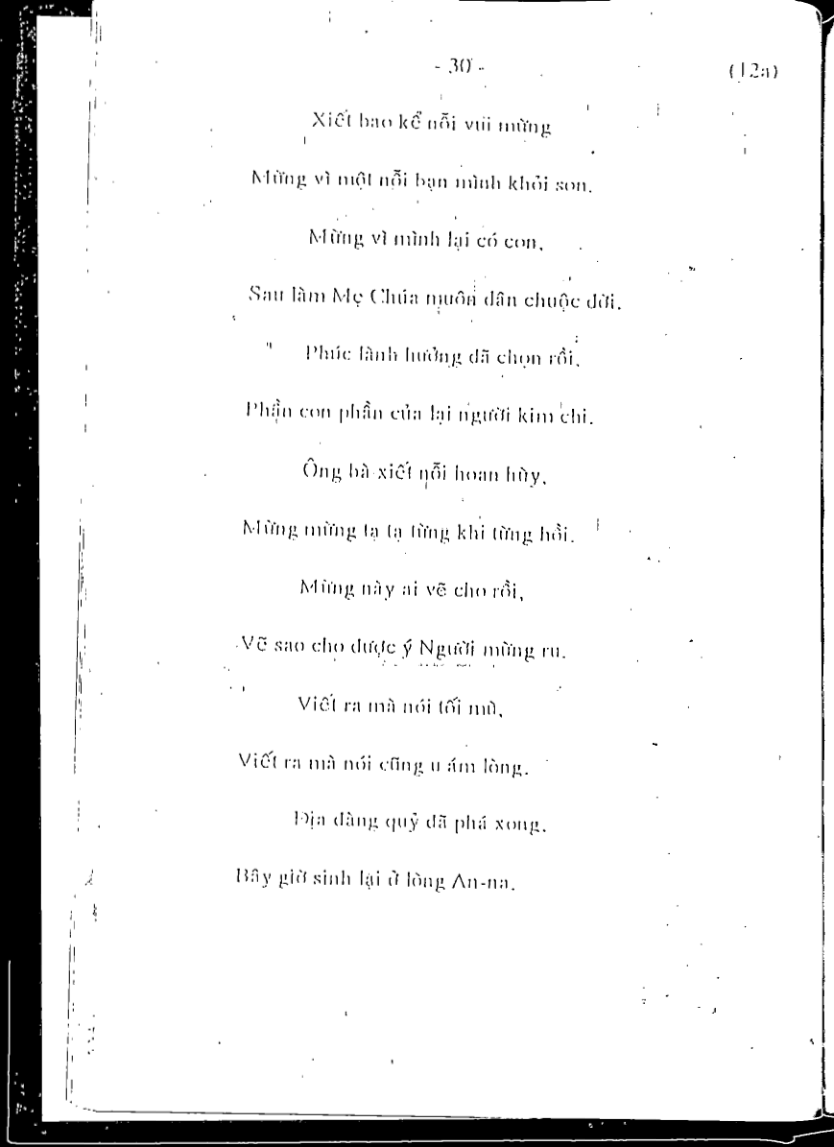 - 30 -
(12a)
Xiết bao kể nỗi vui mừng
Mừng vì một nỗi bạn mình khỏi son.
Mừng vì mình lại có con,
Sau làm Mẹ Chúa muôn dân chuộc đời.
Phúc lành hưởng đã chọn rồi,
Phận con phần của lại người kim chi.
Ông bà xiết nỗi hoan hùy,
Mừng mừng tạ tạ từng khi từng hồi.
Mừng này ai vẽ cho rồi,
Vẽ sao cho được ý Người mừng ru.
Viết ra mà nói tối mù,
Viết ra mà nói cũng u ám lòng.
Địa đàng quỷ đã phá xong,
Bây giờ sinh lại ở lòng An-na.